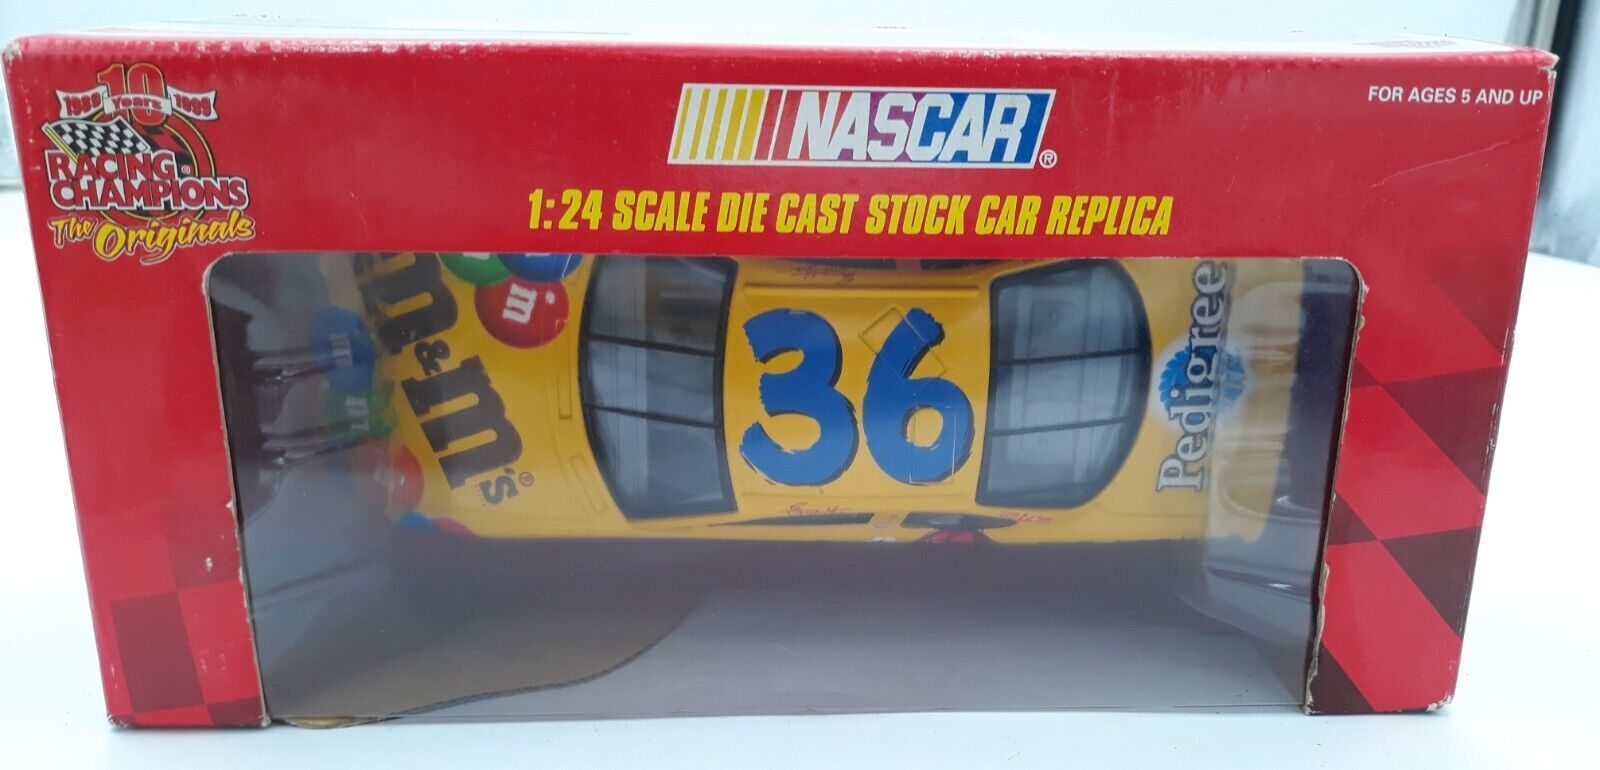 10
1989 Years 1999
RACING
CHAMPIONS
The Originals
NASCAR®
1:24 SCALE DIE CAST STOCK CAR REPLICA
FOR AGES 5 AND UP
m&m's®
m
m
m
36
Pedigree